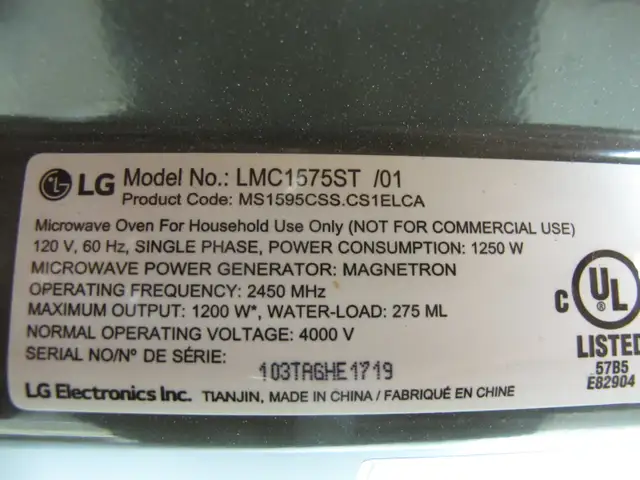 LG Model No.: LMC1575ST /01
Product Code: MS1595CSS.CS1ELCA
Microwave Oven For Household Use Only (NOT FOR COMMERCIAL USE)
120 V, 60 Hz, SINGLE PHASE, POWER CONSUMPTION: 1250 W
MICROWAVE POWER GENERATOR: MAGNETRON
OPERATING FREQUENCY: 2450 MHz
MAXIMUM OUTPUT: 1200 W*, WATER-LOAD: 275 ML
NORMAL OPERATING VOLTAGE: 4000 V
SERIAL NO/Nº DE SÉRIE: 103TAGHE1719
LG Electronics Inc. TIANJIN, MADE IN CHINA / FABRIQUÉ EN CHINE
C UL ®
LISTED
57B5
E82904